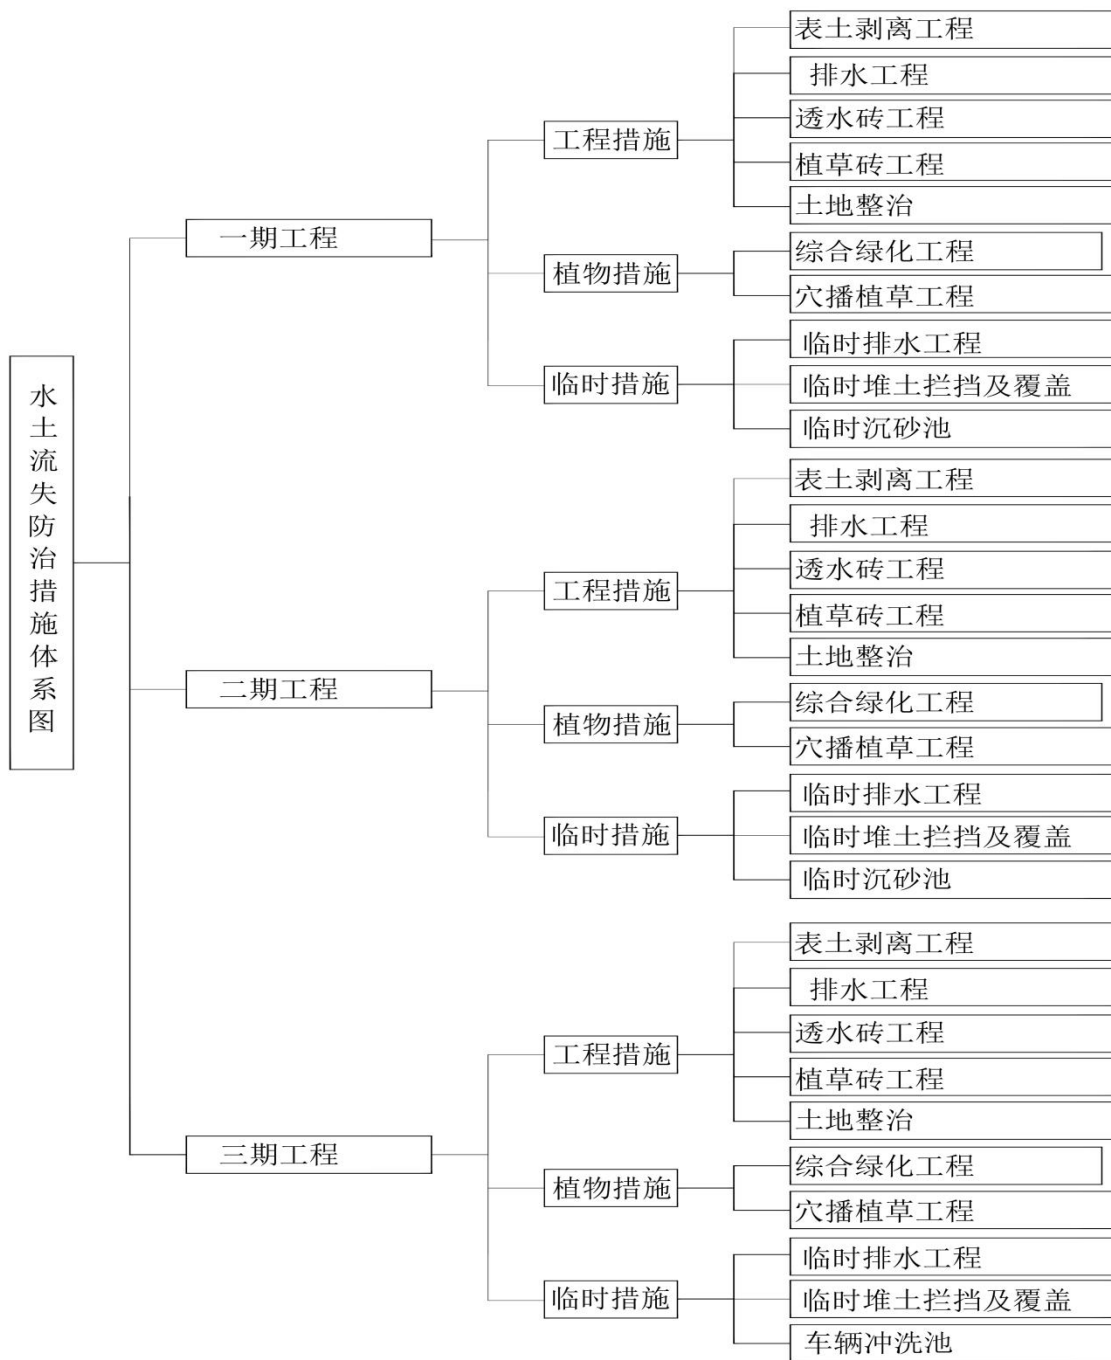 水土流失防治措施体系图
一期工程
工程措施
表土剥离工程
排水工程
透水砖工程
植草砖工程
土地整治
植物措施
综合绿化工程
穴播植草工程
临时措施
临时排水工程
临时堆土拦挡及覆盖
临时沉砂池
二期工程
工程措施
表土剥离工程
排水工程
透水砖工程
植草砖工程
土地整治
植物措施
综合绿化工程
穴播植草工程
临时措施
临时排水工程
临时堆土拦挡及覆盖
临时沉砂池
三期工程
工程措施
表土剥离工程
排水工程
透水砖工程
植草砖工程
土地整治
植物措施
综合绿化工程
穴播植草工程
临时措施
临时排水工程
临时堆土拦挡及覆盖
车辆冲洗池